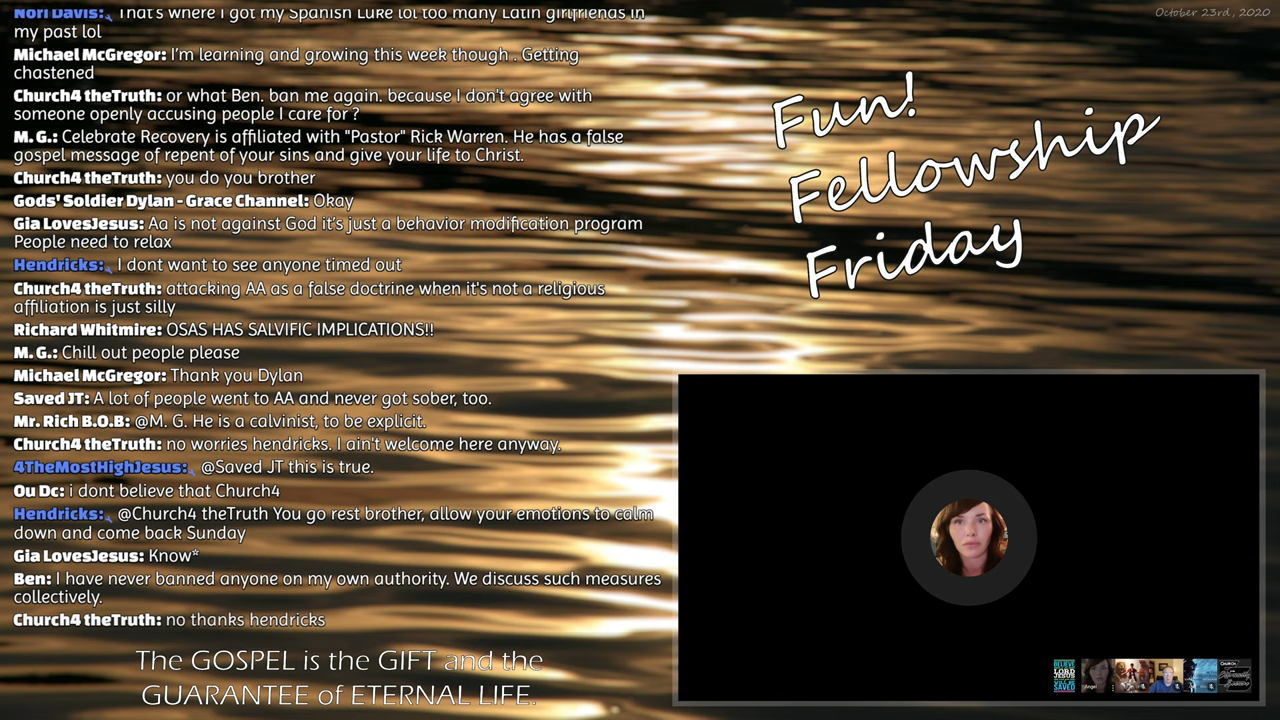 October 23rd, 2020
Nori Davis: That's where I got my Spanish Luke lol too many Latin girlfriends in
my past lol
Michael McGregor: I'm learning and growing this week though . Getting
chastened
Church4 theTruth: or what Ben. ban me again. because I don't agree with
someone openly accusing people I care for ?
M. G.: Celebrate Recovery is affiliated with "Pastor" Rick Warren. He has a false
gospel message of repent of your sins and give your life to Christ.
Church4 theTruth: you do you brother
Gods' Soldier Dylan - Grace Channel: Okay
Gia LovesJesus: Aa is not against God it's just a behavior modification program
People need to relax
Hendricks: I dont want to see anyone timed out
Church4 theTruth: attacking AA as a false doctrine when it's not a religious
affiliation is just silly
Richard Whitmire: OSAS HAS SALVIFIC IMPLICATIONS!!
M. G.: Chill out people please
Michael McGregor: Thank you Dylan
Saved JT: A lot of people went to AA and never got sober, too.
Mr. Rich B.O.B: @M. G. He is a calvinist, to be explicit.
Church4 theTruth: no worries hendricks. I ain't welcome here anyway.
4TheMostHighJesus: @Saved JT this is true.
Ou Dc: i dont believe that Church4
Hendricks: @Church4 theTruth You go rest brother, allow your emotions to calm
down and come back Sunday
Gia LovesJesus: Know*
Ben: I have never banned anyone on my own authority. We discuss such measures
collectively.
Church4 theTruth: no thanks hendricks
The GOSPEL is the GIFT and the
GUARANTEE of ETERNAL LIFE.
Fun!
Fellowship
Friday
BELIEVE
LORD
JESUS
SAVED
Angel